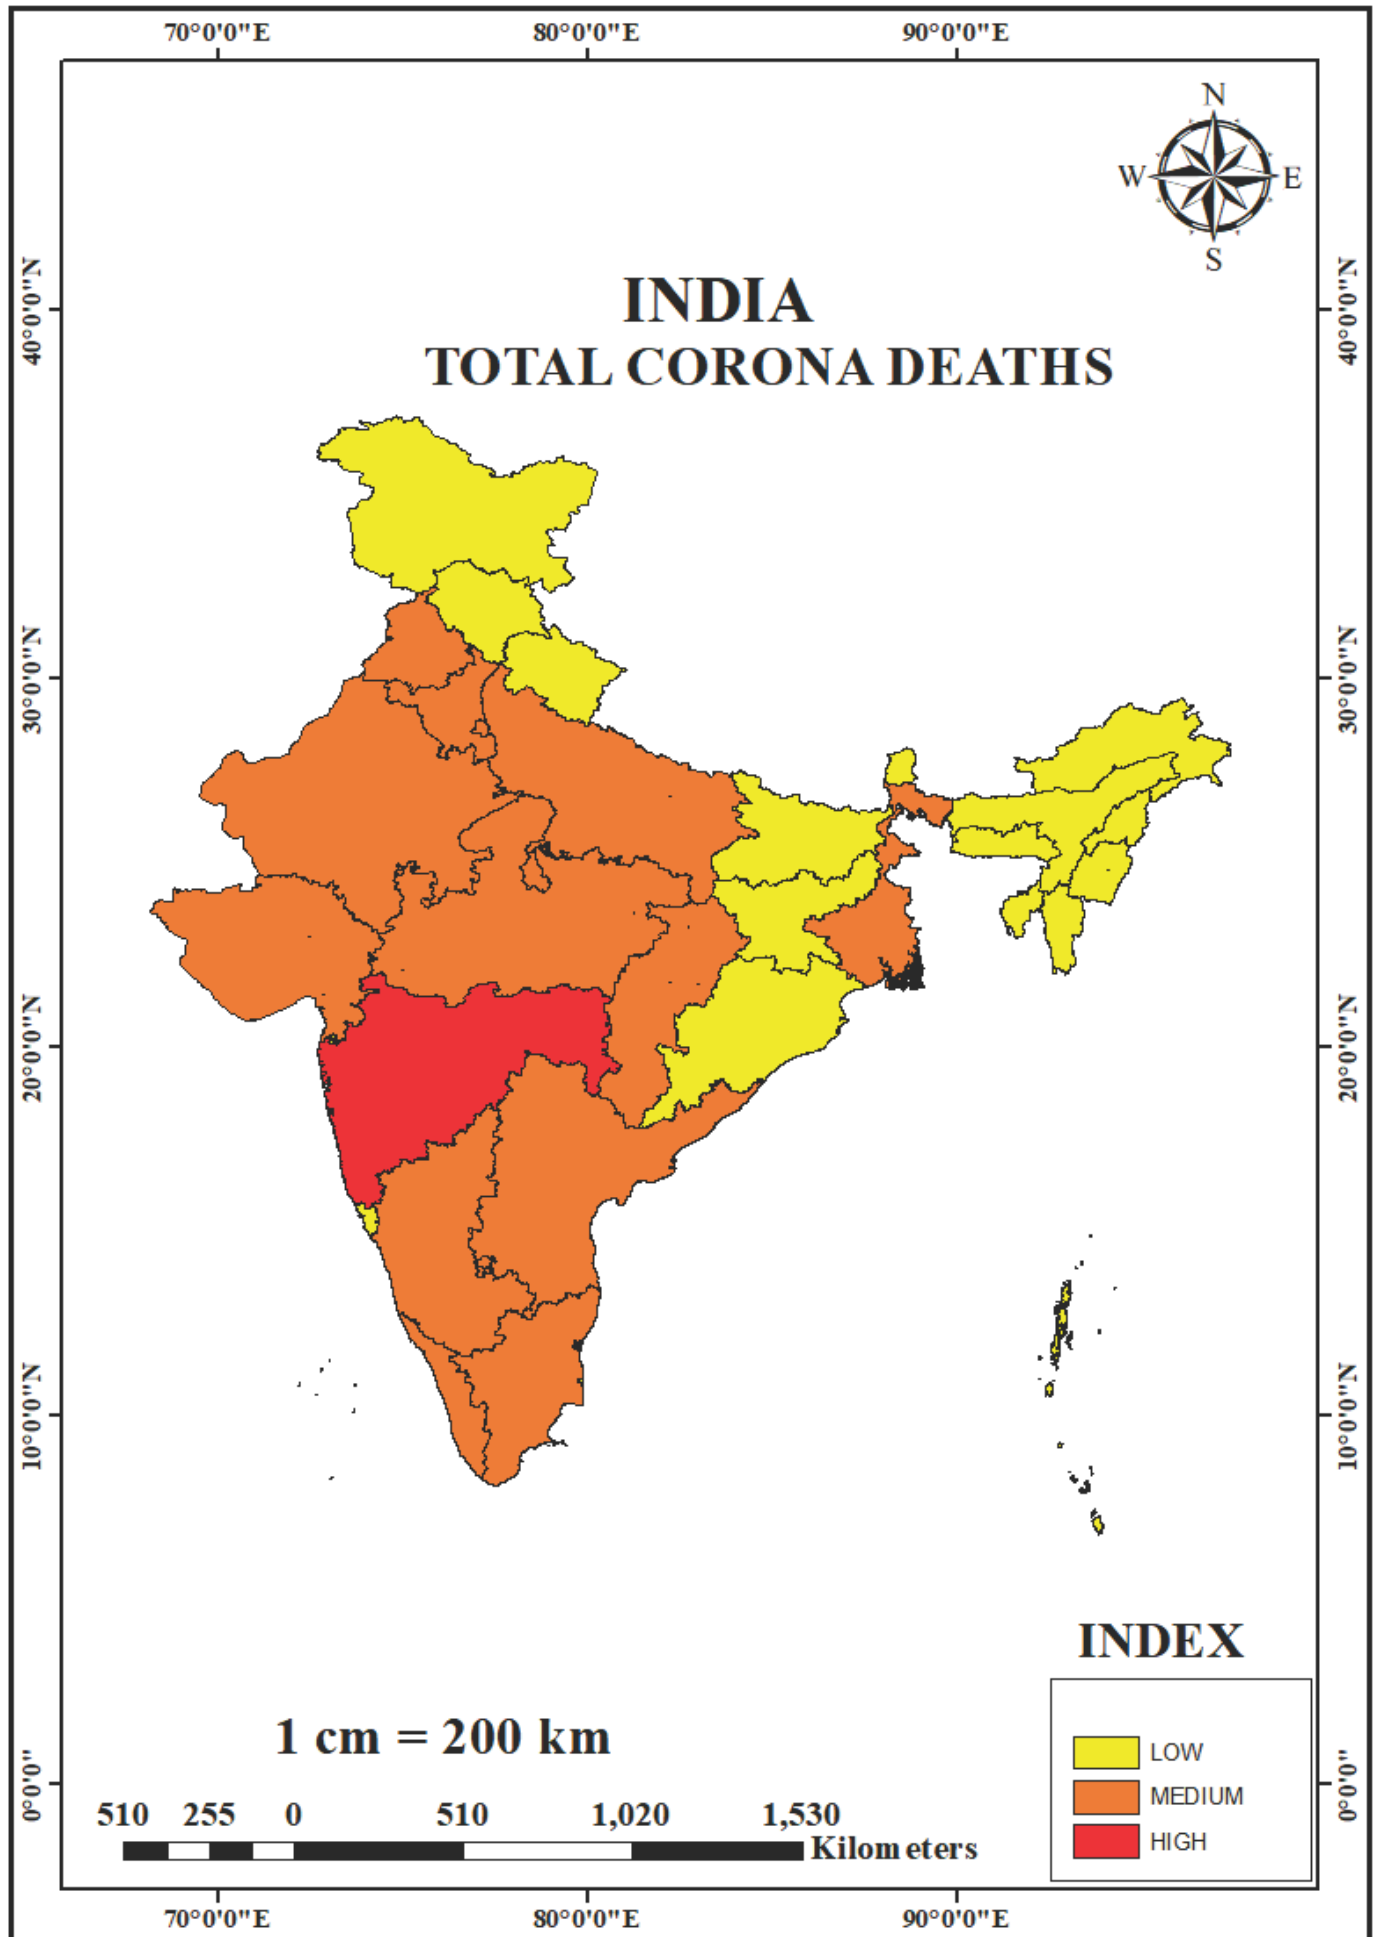 70°0'0"E 80°0'0"E 90°0'0"E
N
W E
S
INDIA
TOTAL CORONA DEATHS
40°0'0"N 40°0'0"N
30°0'0"N 30°0'0"N
20°0'0"N 20°0'0"N
10°0'0"N 10°0'0"N
INDEX
1 cm = 200 km
LOW
0°0'0" 0°0'0"
MEDIUM
510 255 0 510 1,020 1,530
HIGH
Kilometers
70°0'0"E 80°0'0"E 90°0'0"E